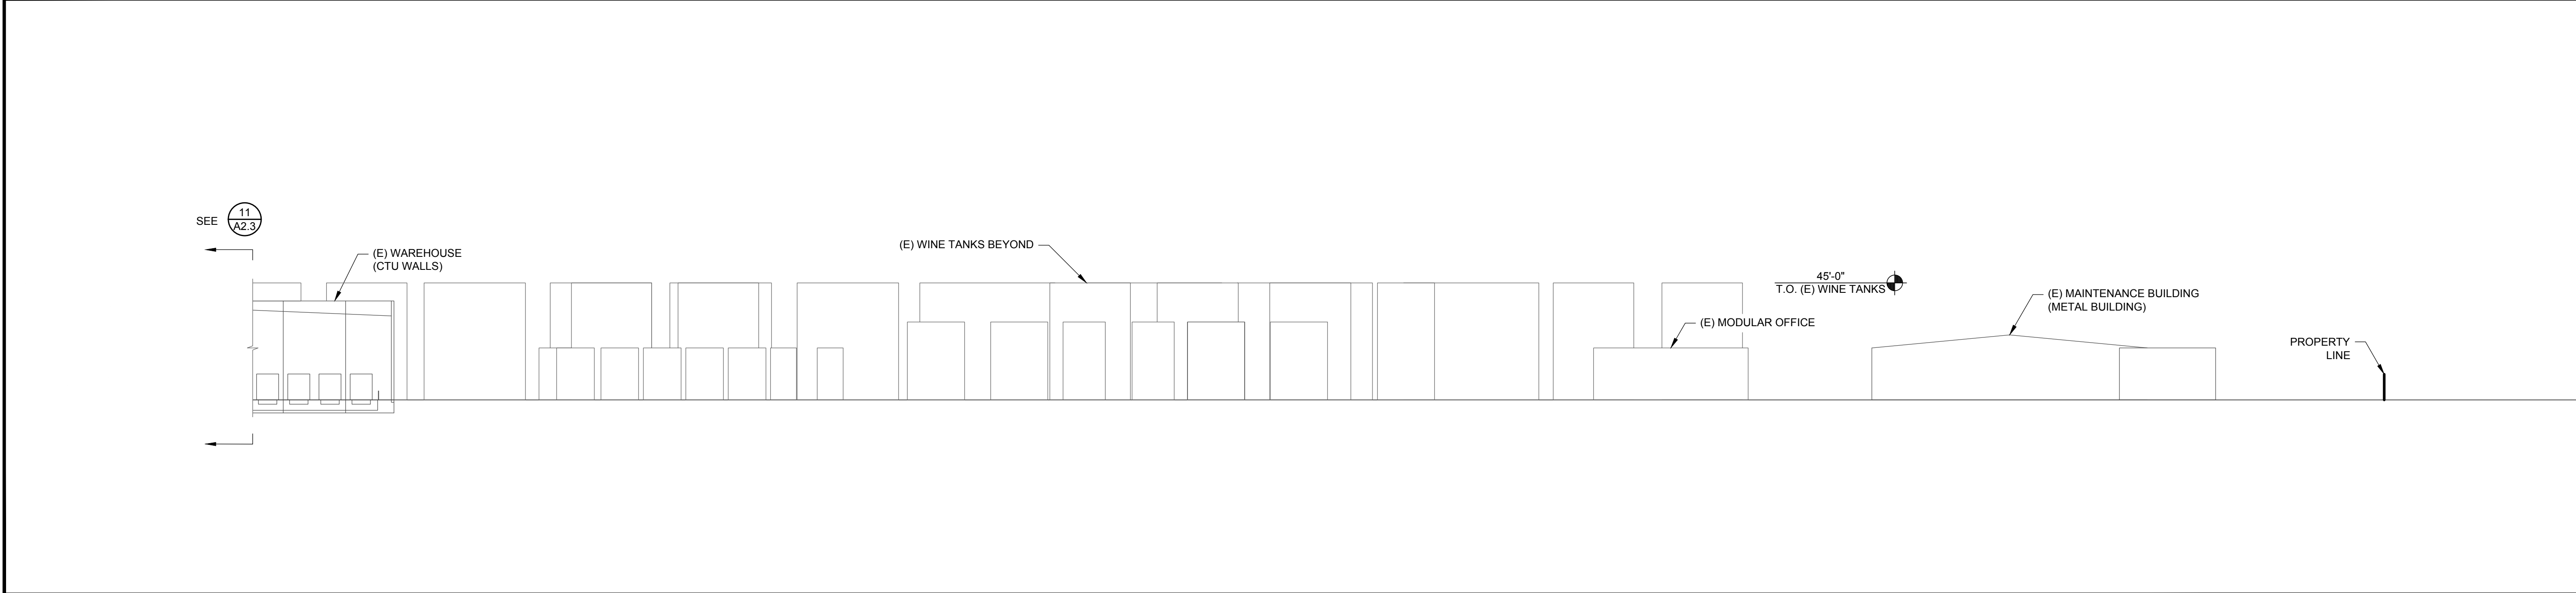 SEE
11
A2.3
(E) WAREHOUSE
(CTU WALLS)
(E) WINE TANKS BEYOND
45'-0"
T.O. (E) WINE TANKS
(E) MODULAR OFFICE
(E) MAINTENANCE BUILDING
(METAL BUILDING)
PROPERTY
LINE